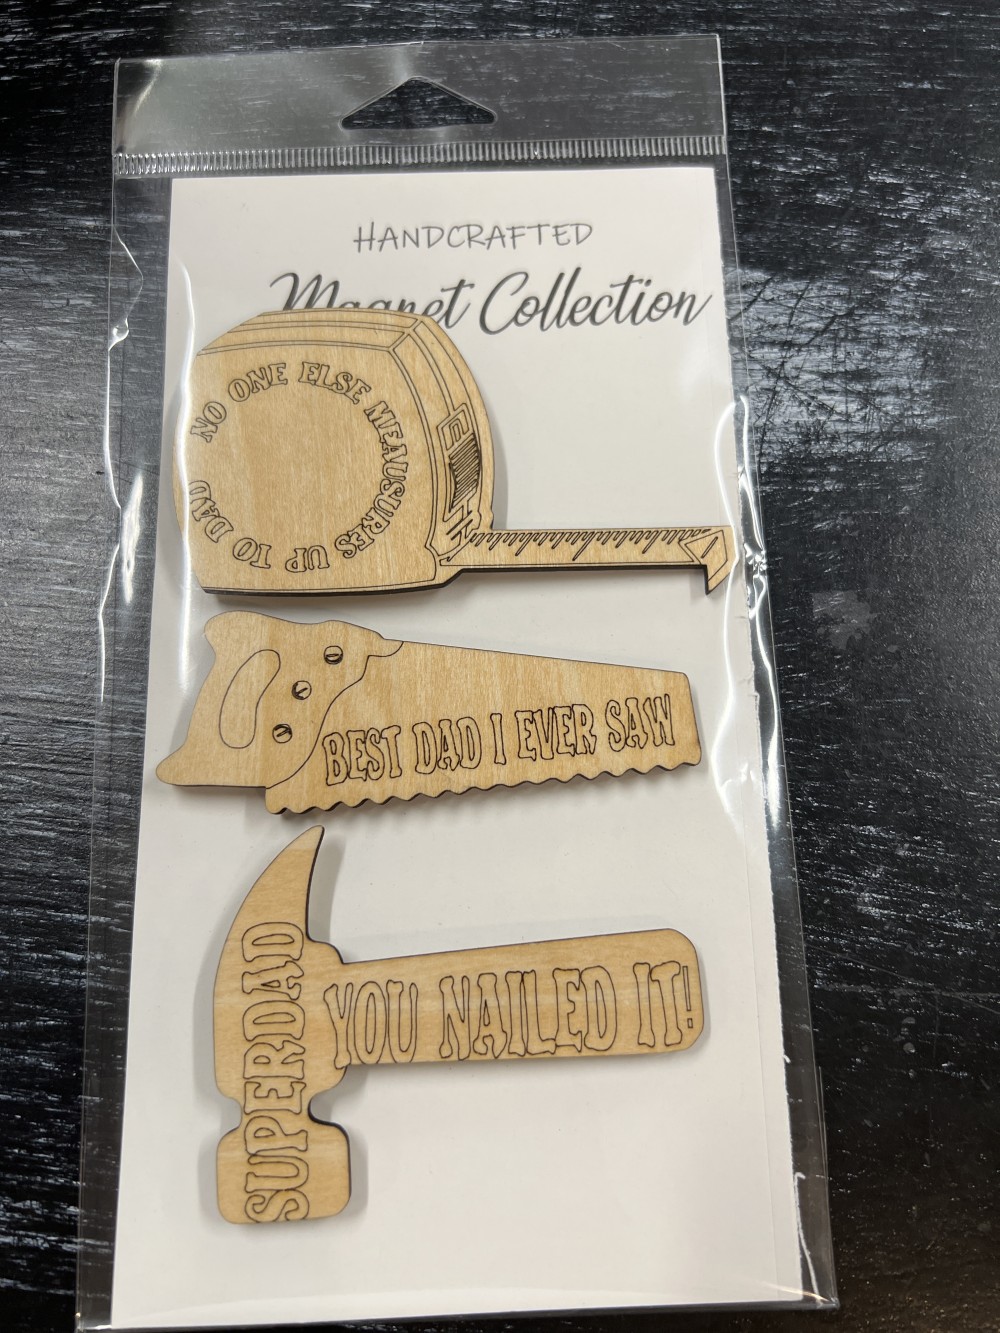 HANDCRAFTED
Magnet Collection
NO ONE ELSE MEAUSURES UP TO DAD
BEST DAD I EVER SAW
SUPERDAD
YOU NAILED IT!